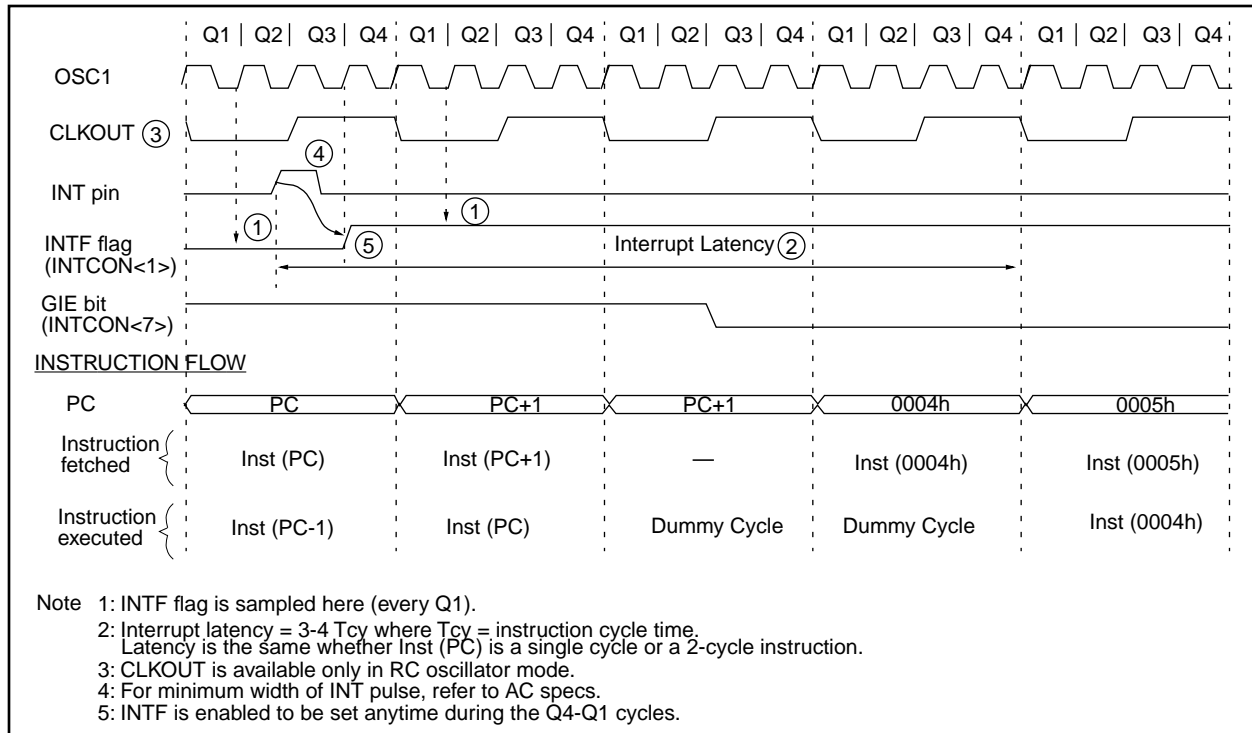 Q1 | Q2 | Q3 | Q4 Q1 | Q2 | Q3 | Q4 Q1 | Q2 | Q3 | Q4 Q1 | Q2 | Q3 | Q4 Q1 | Q2 | Q3 | Q4
OSC1
CLKOUT 3
4
INT pin
1 1
INTF flag
(INTCON<1>)
5
Interrupt Latency 2
GIE bit
(INTCON<7>)
INSTRUCTION FLOW
PC PC PC+1 PC+1 0004h 0005h
Instruction
fetched
Inst (PC) Inst (PC+1) — Inst (0004h) Inst (0005h)
Instruction
executed
Inst (PC-1) Inst (PC) Dummy Cycle Dummy Cycle Inst (0004h)
Note 1: INTF flag is sampled here (every Q1).
2: Interrupt latency = 3-4 Tcy where Tcy = instruction cycle time.
Latency is the same whether Inst (PC) is a single cycle or a 2-cycle instruction.
3: CLKOUT is available only in RC oscillator mode.
4: For minimum width of INT pulse, refer to AC specs.
5: INTF is enabled to be set anytime during the Q4-Q1 cycles.